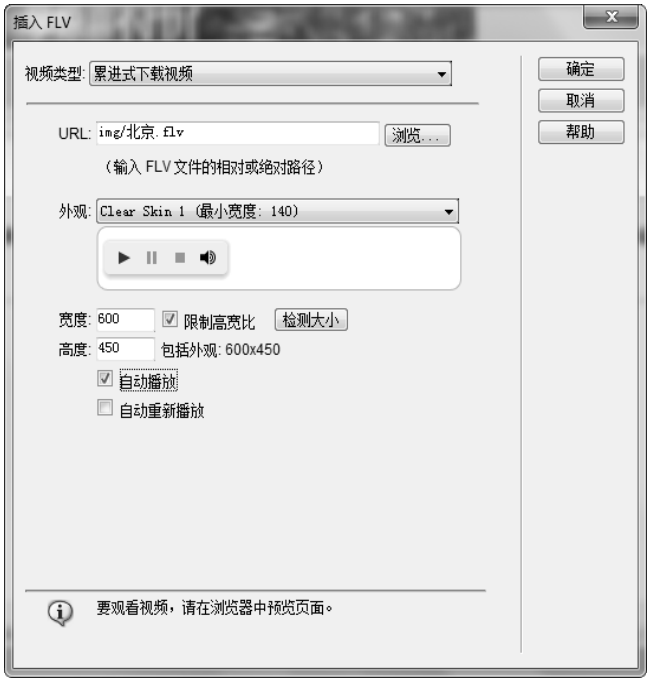 插入 FLV
视频类型: 累进式下载视频
确定
取消
URL: img/北京.flv 浏览...
帮助
（输入 FLV 文件的相对或绝对路径）
外观: Clear Skin 1 (最小宽度: 140)
宽度: 600 限制高宽比 检测大小
高度: 450 包括外观: 600x450
自动播放
自动重新播放
要观看视频，请在浏览器中预览页面。